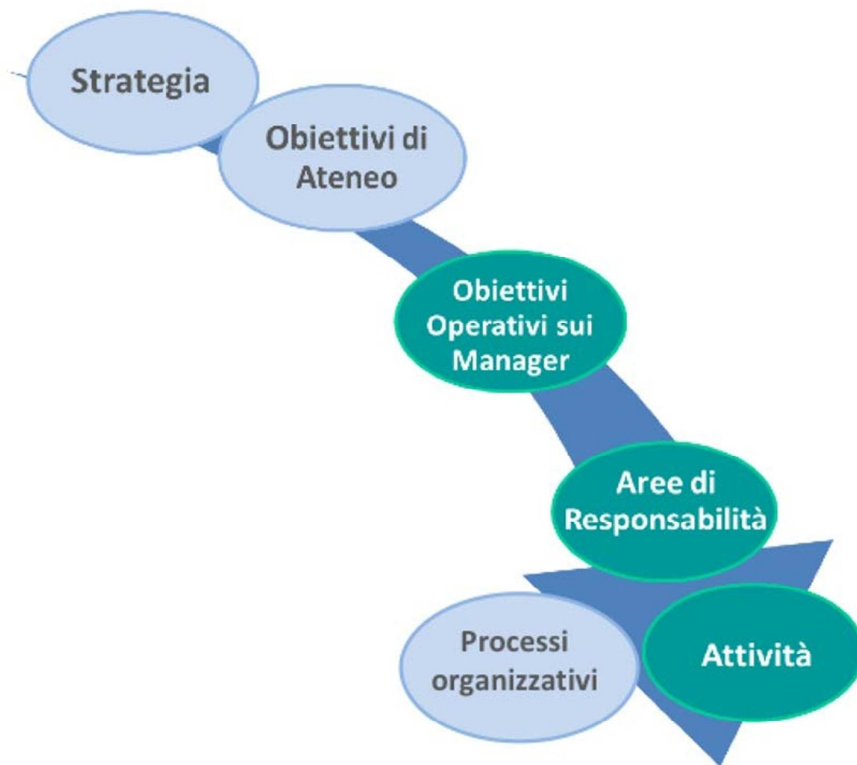 Strategia
Obiettivi di
Ateneo
Obiettivi
Operativi sui
Manager
Aree di
Responsabilità
Processi
organizzativi
Attività